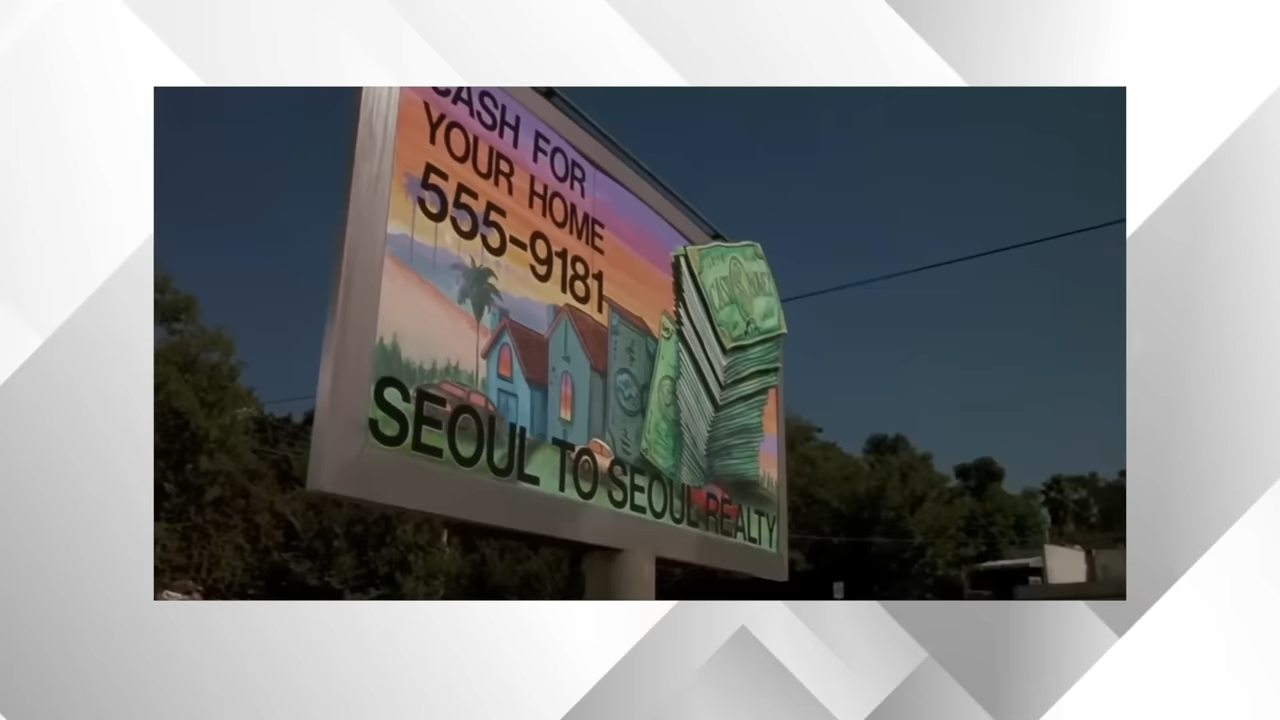 CASH FOR
YOUR HOME
555-9181
SEOUL TO SEOUL REALTY